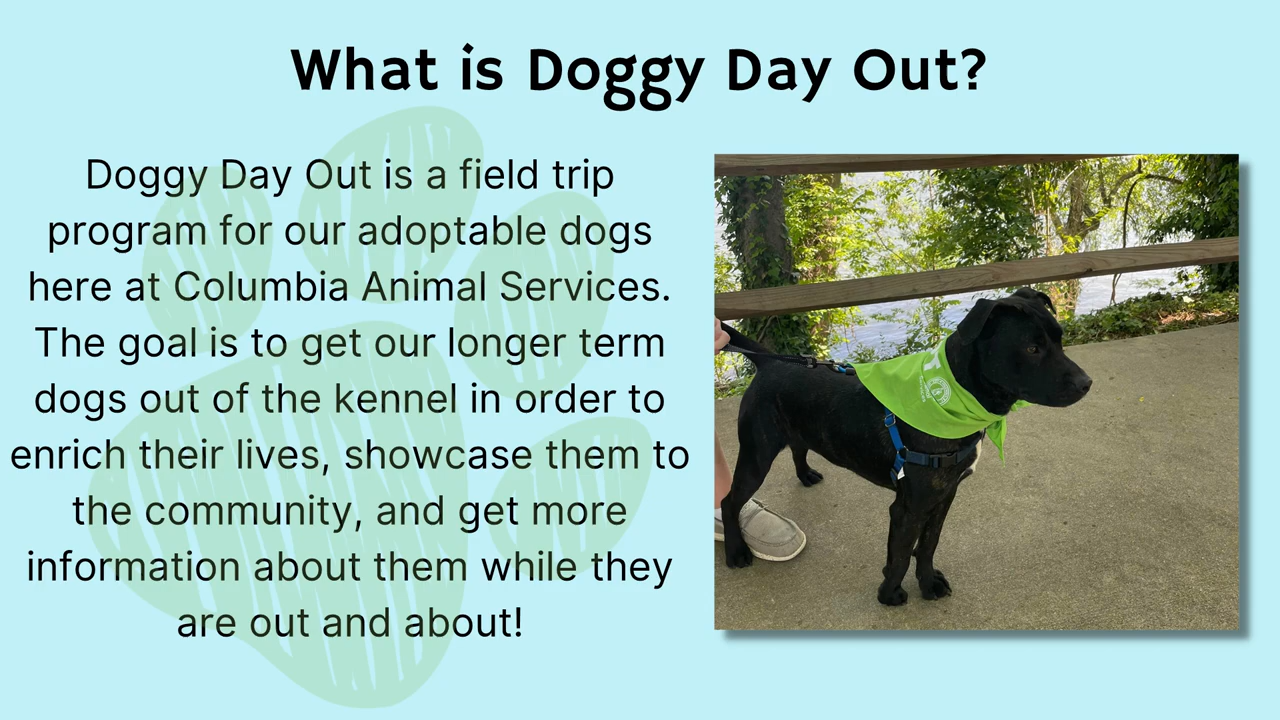 What is Doggy Day Out?
Doggy Day Out is a field trip
program for our adoptable dogs
here at Columbia Animal Services.
The goal is to get our longer term
dogs out of the kennel in order to
enrich their lives, showcase them to
the community, and get more
information about them while they
are out and about!